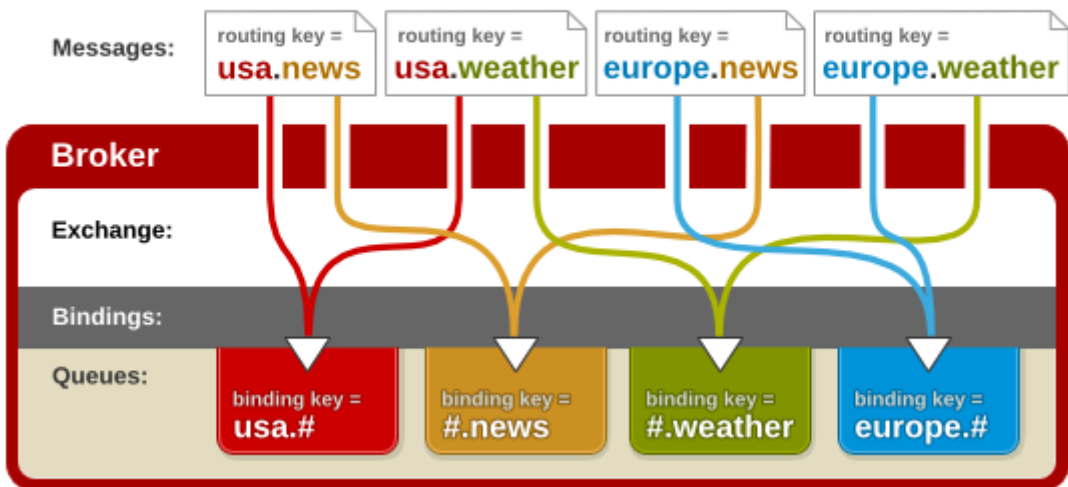 Messages:
routing key =
usa.news
routing key =
usa.weather
routing key =
europe.news
routing key =
europe.weather
Broker
Exchange:
Bindings:
Queues:
binding key =
usa.#
binding key =
#.news
binding key =
#.weather
binding key =
europe.#